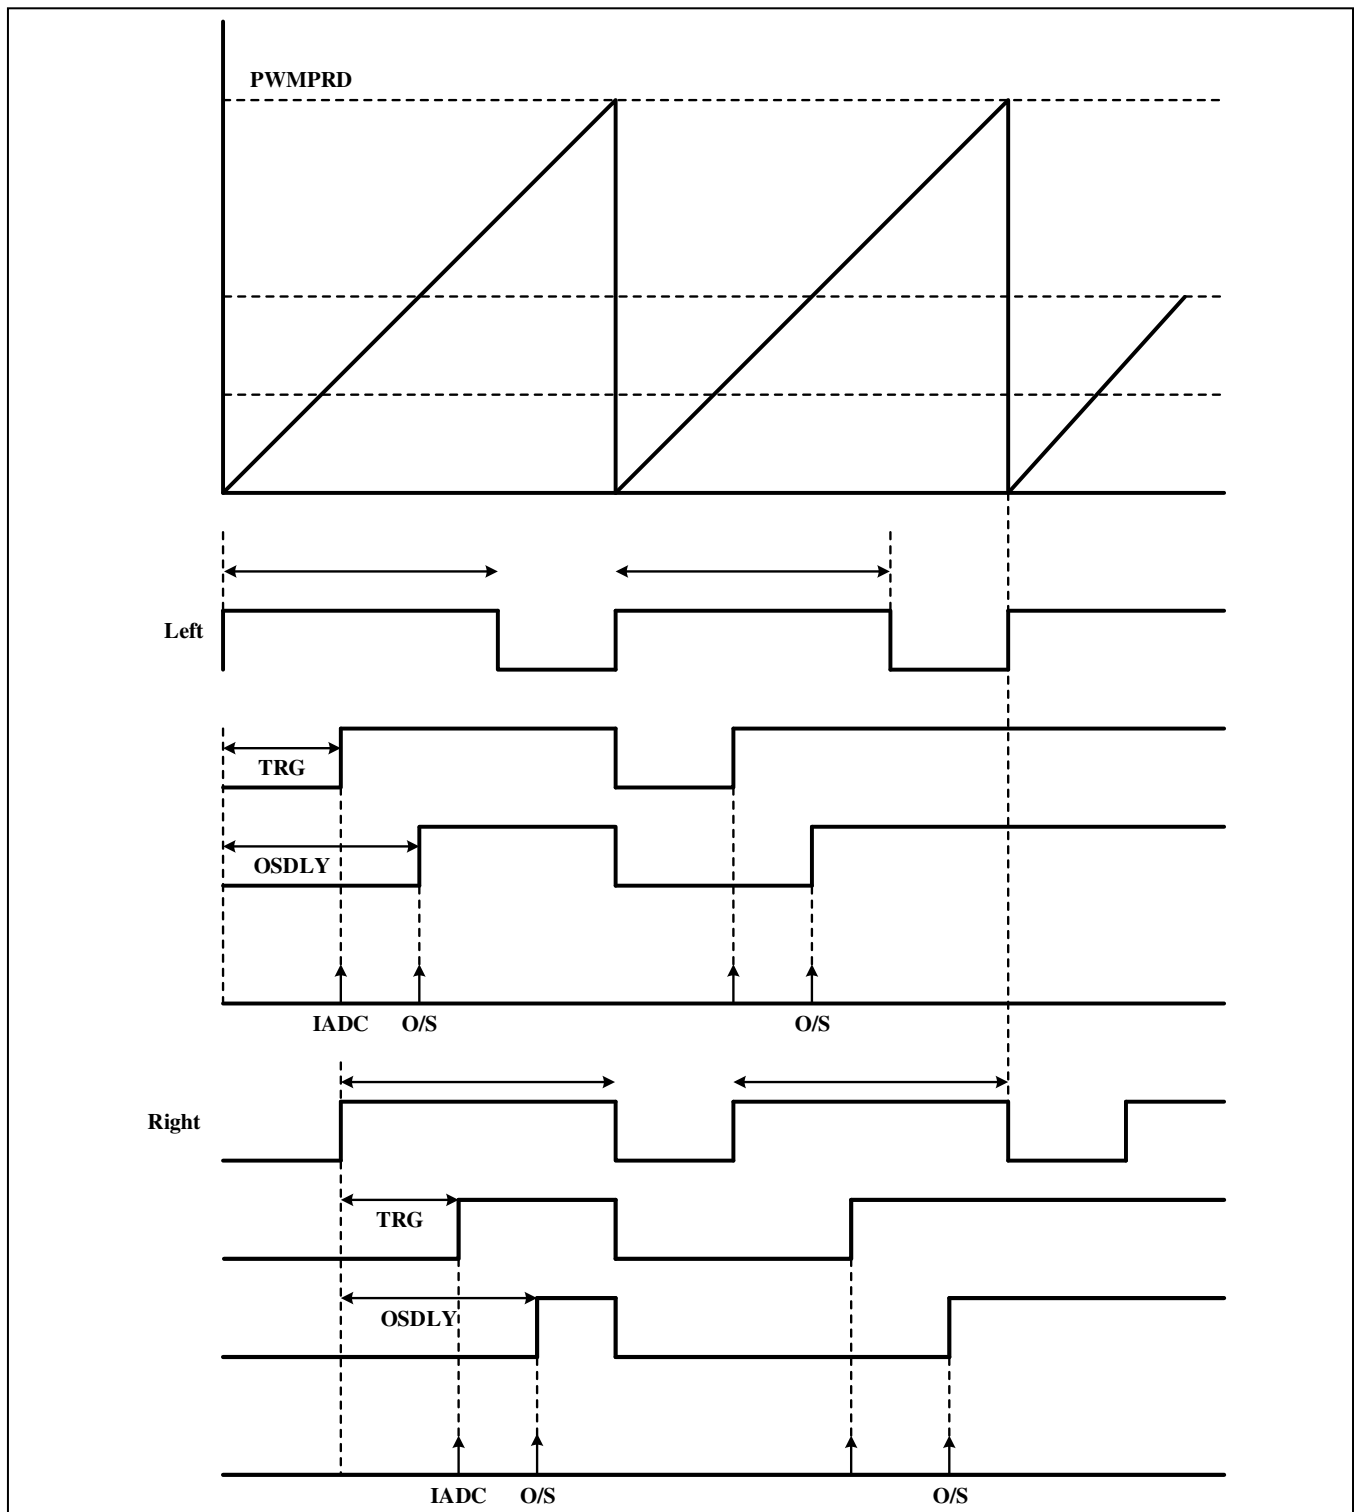 PWMPRD
Left
TRG
OSDLY
IADC O/S O/S
Right
TRG
OSDLY
IADC O/S O/S